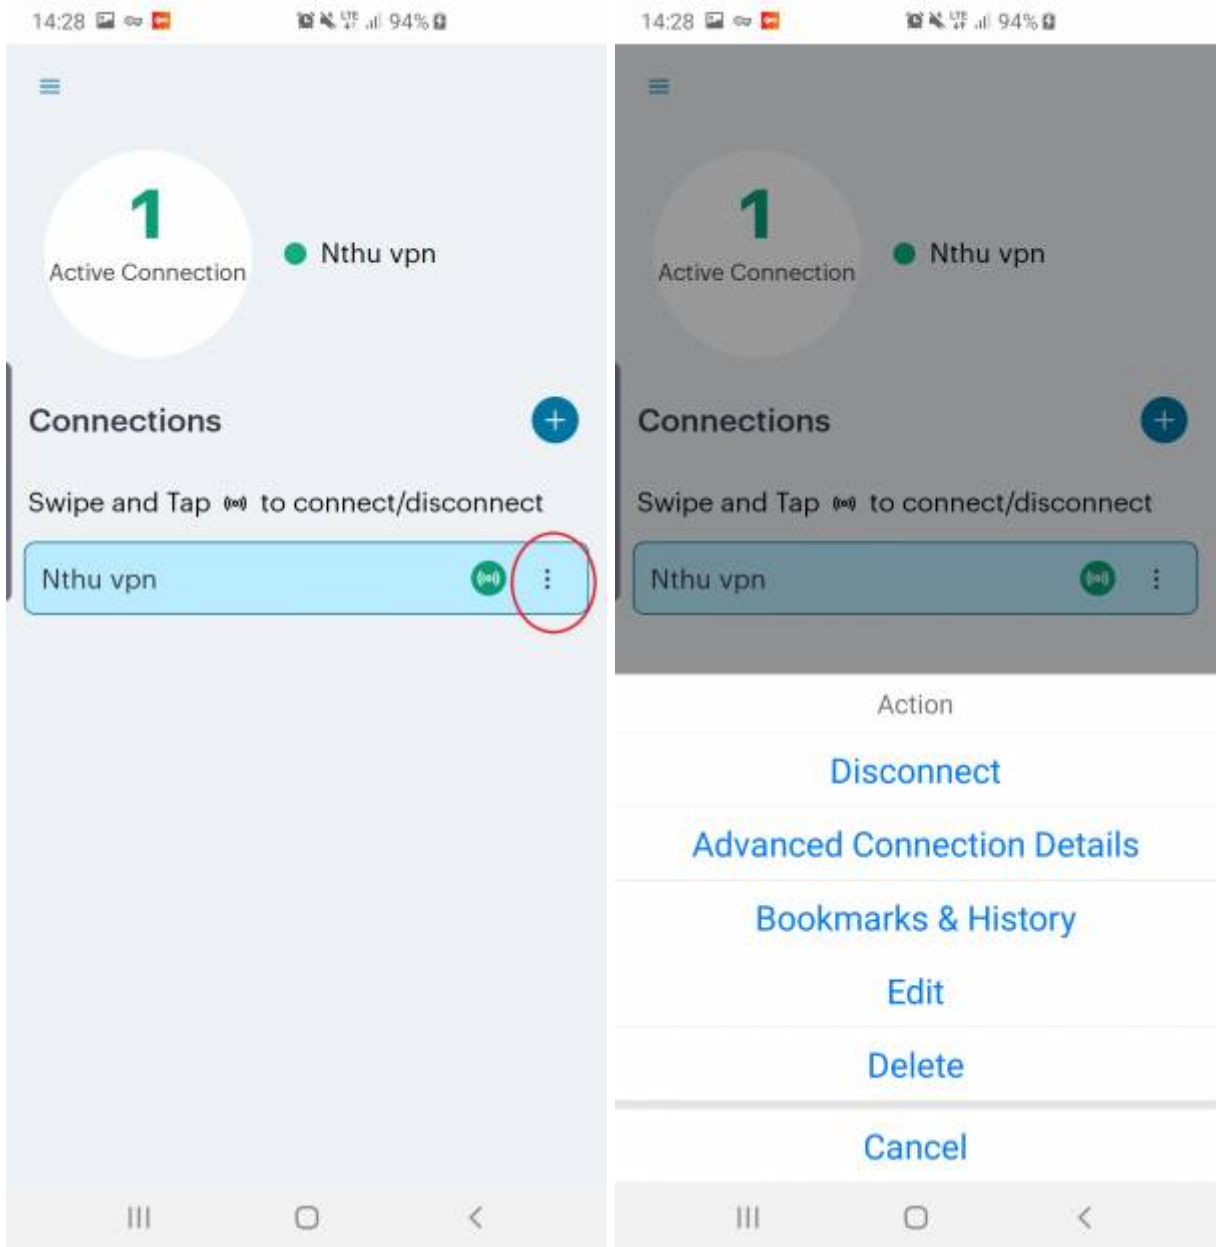 14:28
LTE
94%
1
Active Connection
Nthu vpn
Connections
Swipe and Tap to connect/disconnect
Nthu vpn
14:28
LTE
94%
1
Active Connection
Nthu vpn
Connections
Swipe and Tap to connect/disconnect
Nthu vpn
Action
Disconnect
Advanced Connection Details
Bookmarks & History
Edit
Delete
Cancel